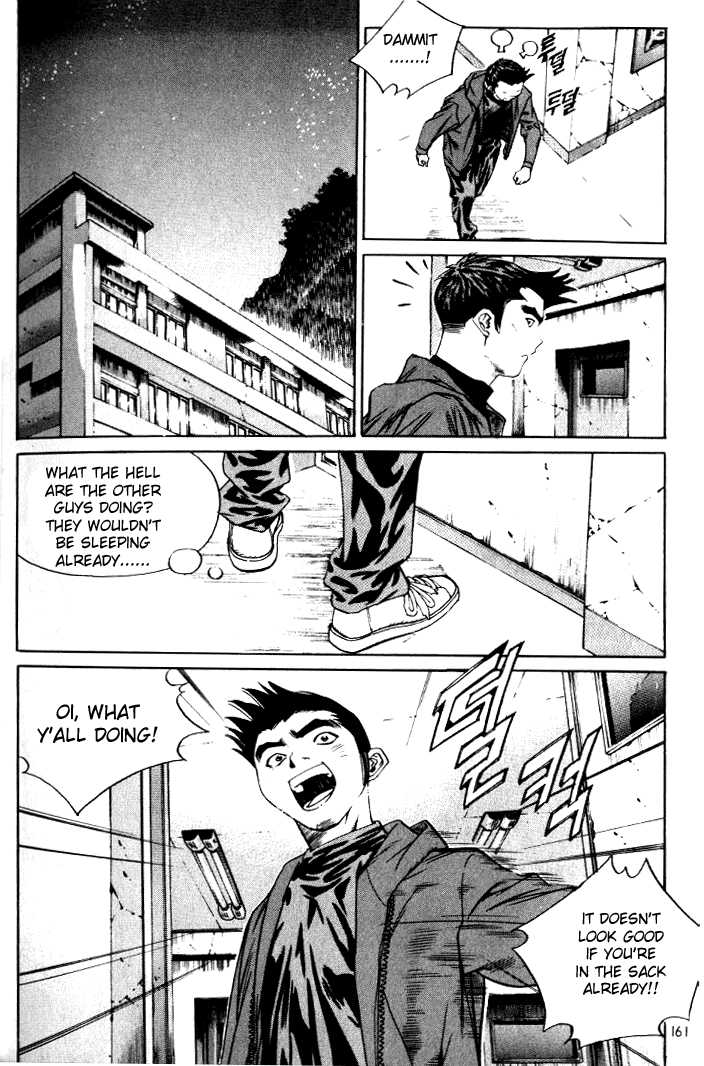 DAMMIT
.......!
투덜
투덜
WHAT THE HELL
ARE THE OTHER
GUYS DOING?
THEY WOULDN'T
BE SLEEPING
ALREADY......
OI, WHAT
Y'ALL DOING!
덜
컥
IT DOESN'T
LOOK GOOD
IF YOU'RE
IN THE SACK
ALREADY!!
161